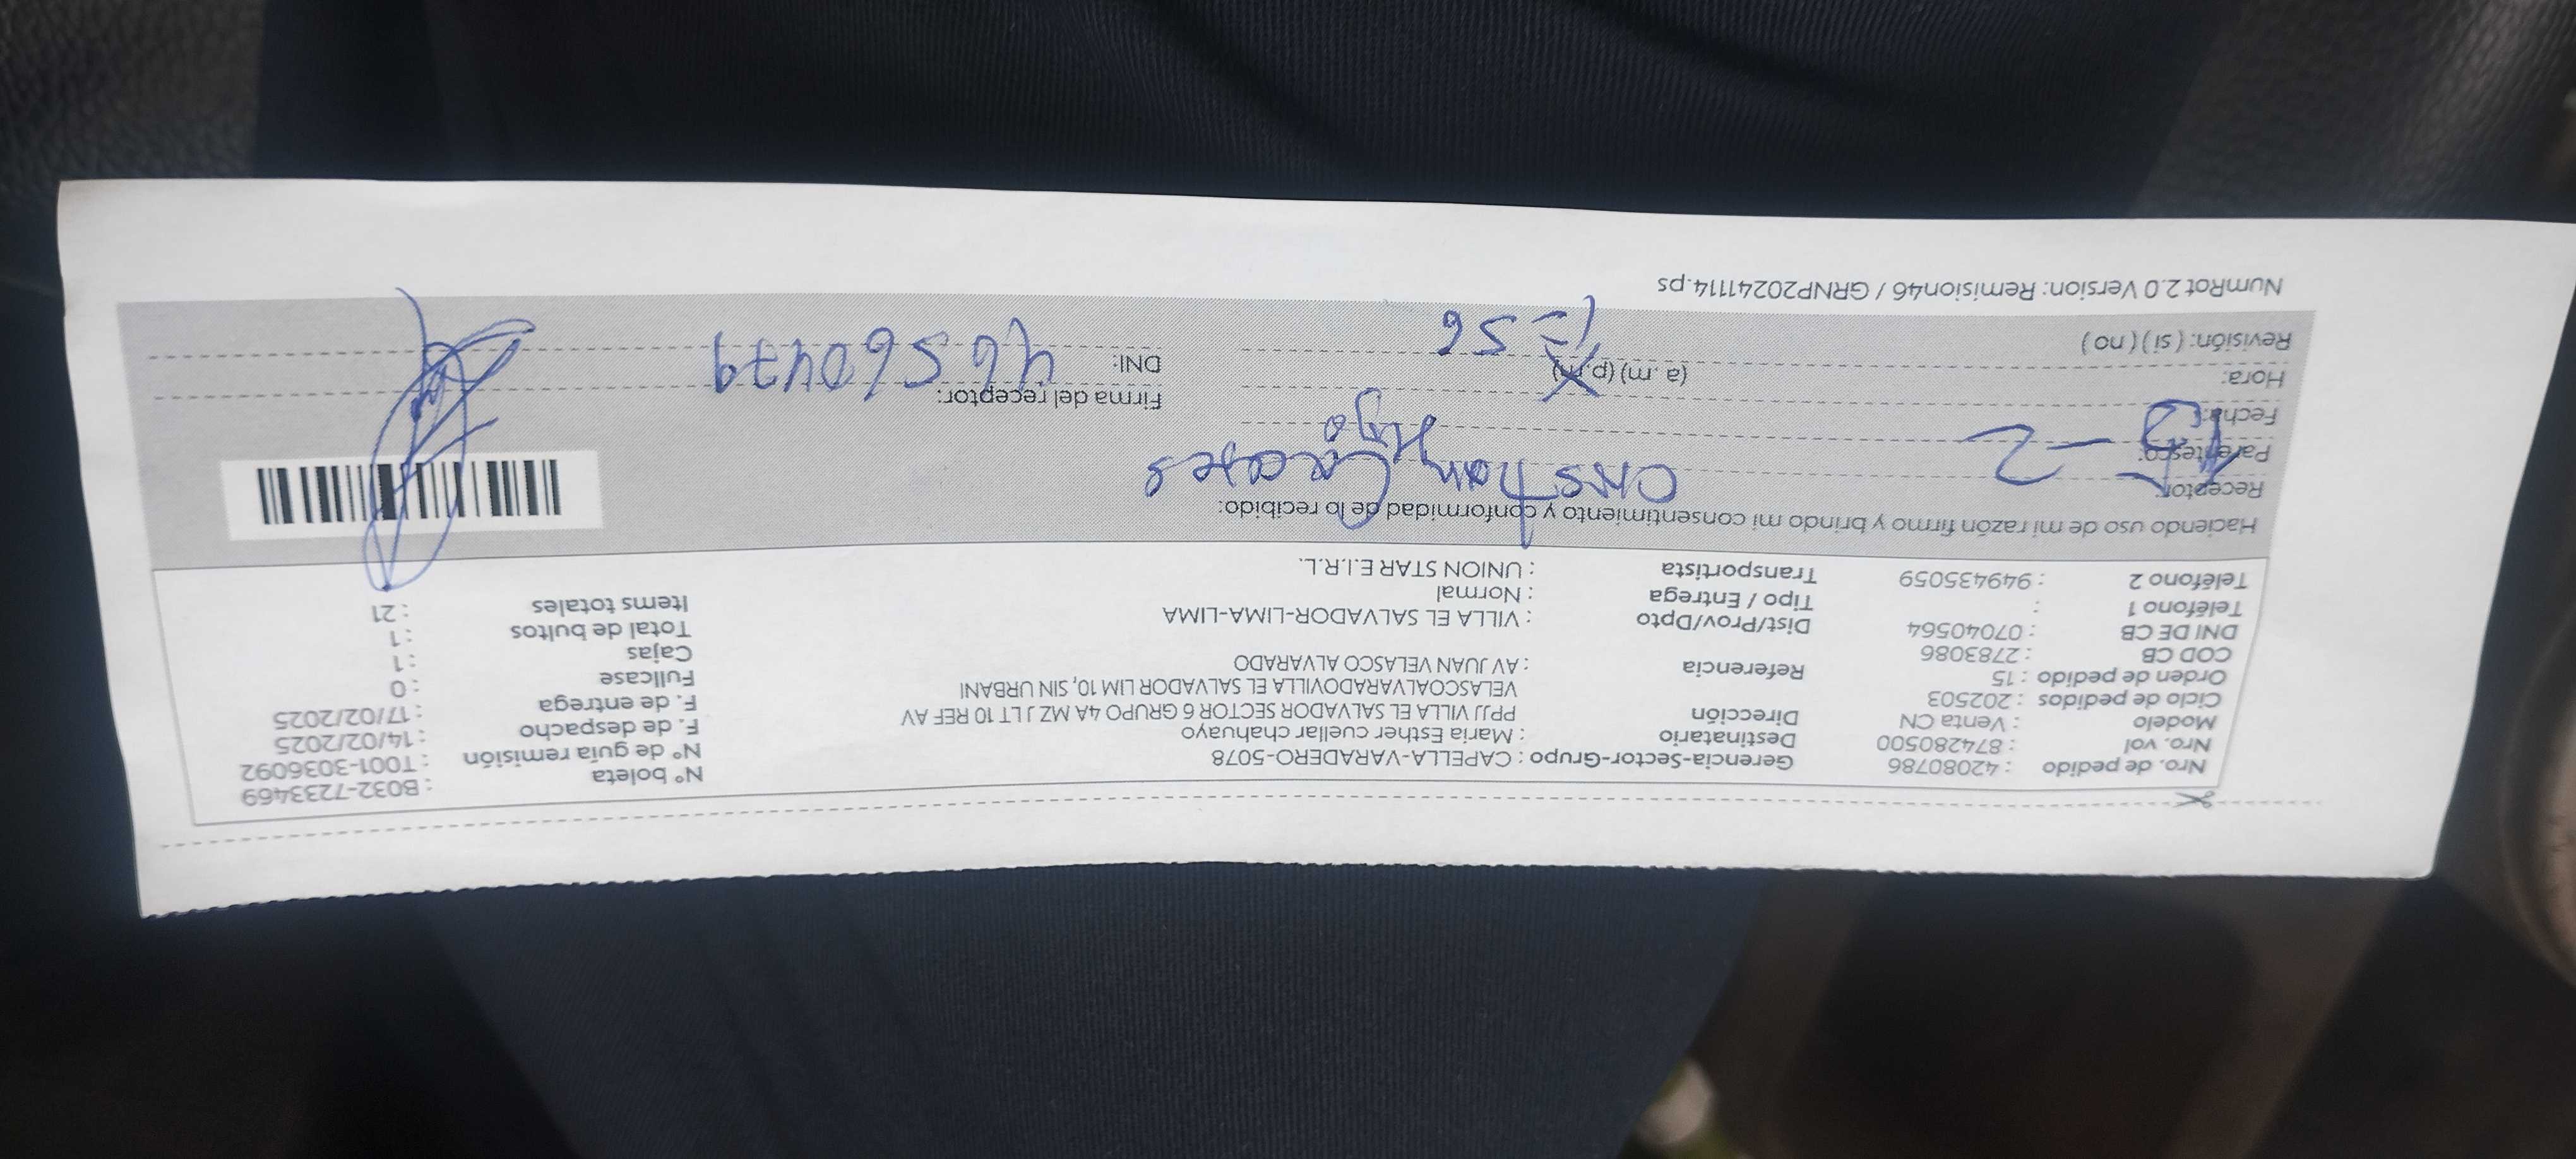 Nro. de pedido : 42080786 Gerencia-Sector-Grupo : CAPELLA-VARADERO-5078 N° boleta : B032-7233469
Nro. vol : 874280500 Destinatario : Maria Esther cuellar chahuayo N° de guía remisión : T001-3036092
Modelo : Venta CN Dirección PPJJ VILLA EL SALVADOR SECTOR 6 GRUPO 4A MZ J LT 10 REF AV F. de despacho : 14/02/2025
Ciclo de pedidos : 202503 VELASCOALVARADOVILLA EL SALVADOR LIM 10, SIN URBANI F. de entrega : 17/02/2025
Orden de pedido : 15 Referencia : AV JUAN VELASCO ALVARADO Fullcase : 0
COD CB : 2783086 Cajas : 1
DNI DE CB : 07040564 Dist/Prov/Dpto : VILLA EL SALVADOR-LIMA-LIMA Total de bultos : 1
Teléfono 1 : Tipo / Entrega : Normal Items totales : 21
Teléfono 2 : 949435059 Transportista : UNION STAR E.I.R.L.
Haciendo uso de mi razón firmo y brindo mi consentimiento y conformidad de lo recibido:
Receptor:
Parentesco: Hijo
Fecha: 17-2 Firma del receptor:
Hora: (a.m) (p.m) 1=56 DNI: 46560479
Revisión: ( si ) ( no )
NumRot 2.0 Version: Remision46 / GRNP20241114.ps